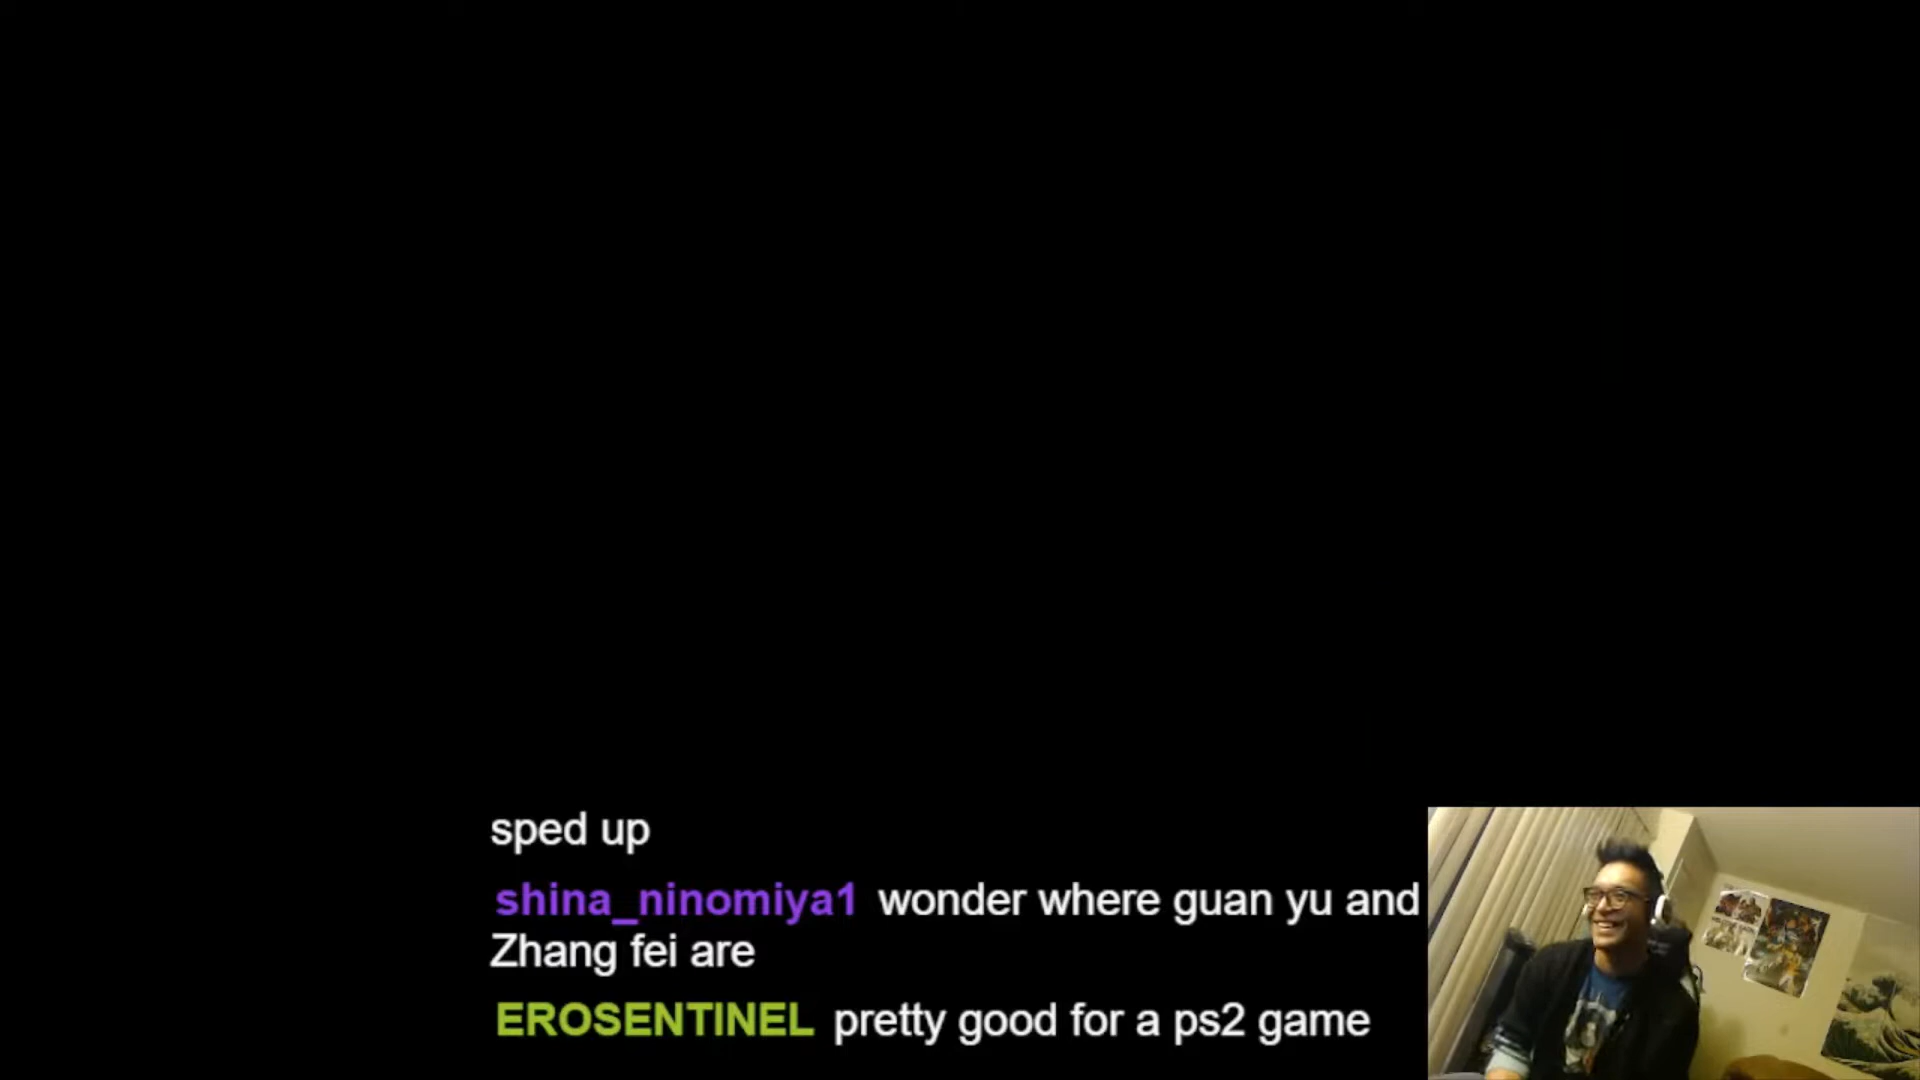 sped up
shina_ninomiya1 wonder where guan yu and
Zhang fei are
EROSENTINEL pretty good for a ps2 game